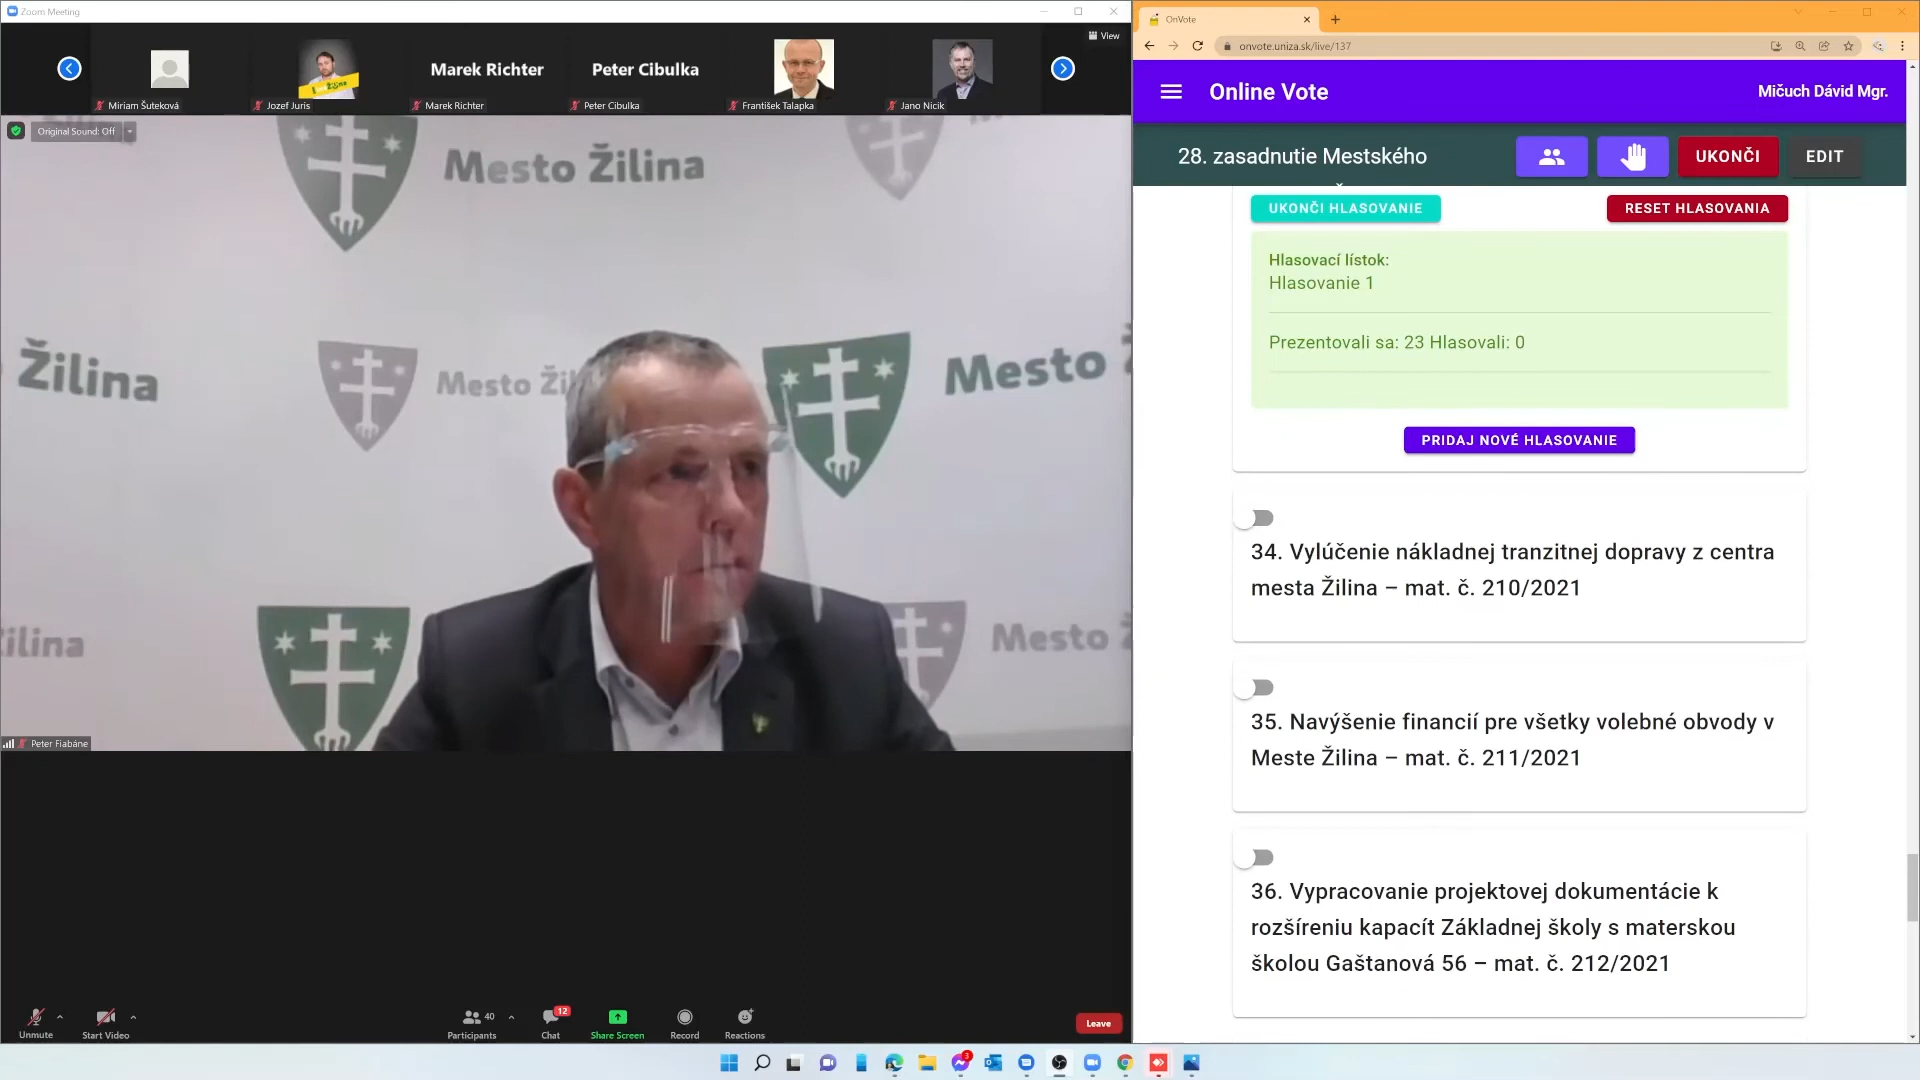 Zoom Meeting
View
Marek Richter
Peter Cibulka
Miriam Šuteková
Jozef Juris
Marek Richter
Peter Cibulka
František Talapka
Jano Nicík
Original Sound: Off
Mesto Žilina
Žilina
Mesto Žil
Mesto
ilina
Mesto
Peter Fiabáne
Unmute
Start Video
40
Participants
12
Chat
Share Screen
Record
Reactions
Leave
OnVote
onvote.uniza.sk/live/137
Online Vote
Mičuch Dávid Mgr.
28. zasadnutie Mestského
UKONČI
EDIT
UKONČI HLASOVANIE
RESET HLASOVANIA
Hlasovací lístok:
Hlasovanie 1
Prezentovali sa: 23 Hlasovali: 0
PRIDAJ NOVÉ HLASOVANIE
34. Vylúčenie nákladnej tranzitnej dopravy z centra
mesta Žilina – mat. č. 210/2021
35. Navýšenie financií pre všetky volebné obvody v
Meste Žilina – mat. č. 211/2021
36. Vypracovanie projektovej dokumentácie k
rozšíreniu kapacít Základnej školy s materskou
školou Gaštanová 56 – mat. č. 212/2021
3